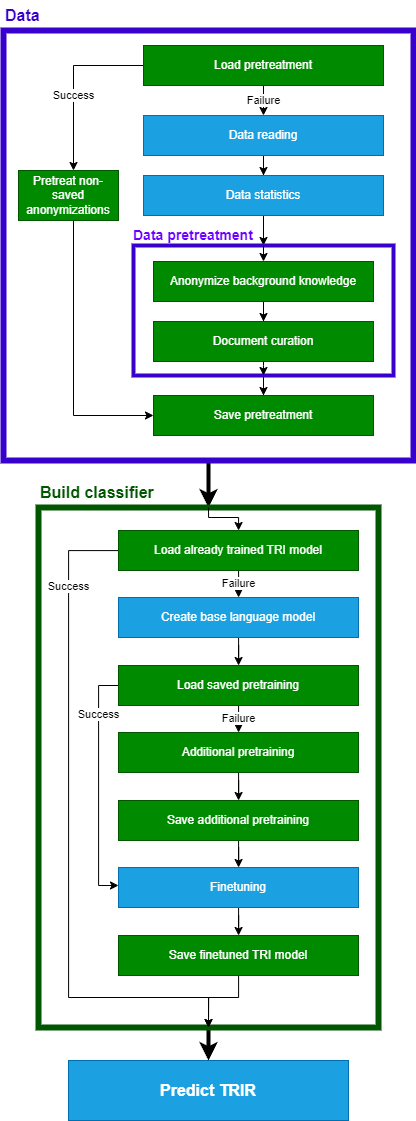 Data
Load pretreatment
Success
Failure
Data reading
Pretreat non-
saved
anonymizations
Data statistics
Data pretreatment
Anonymize background knowledge
Document curation
Save pretreatment
Build classifier
Load already trained TRI model
Success
Failure
Create base language model
Load saved pretraining
Success
Failure
Additional pretraining
Save additional pretraining
Finetuning
Save finetuned TRI model
Predict TRIR